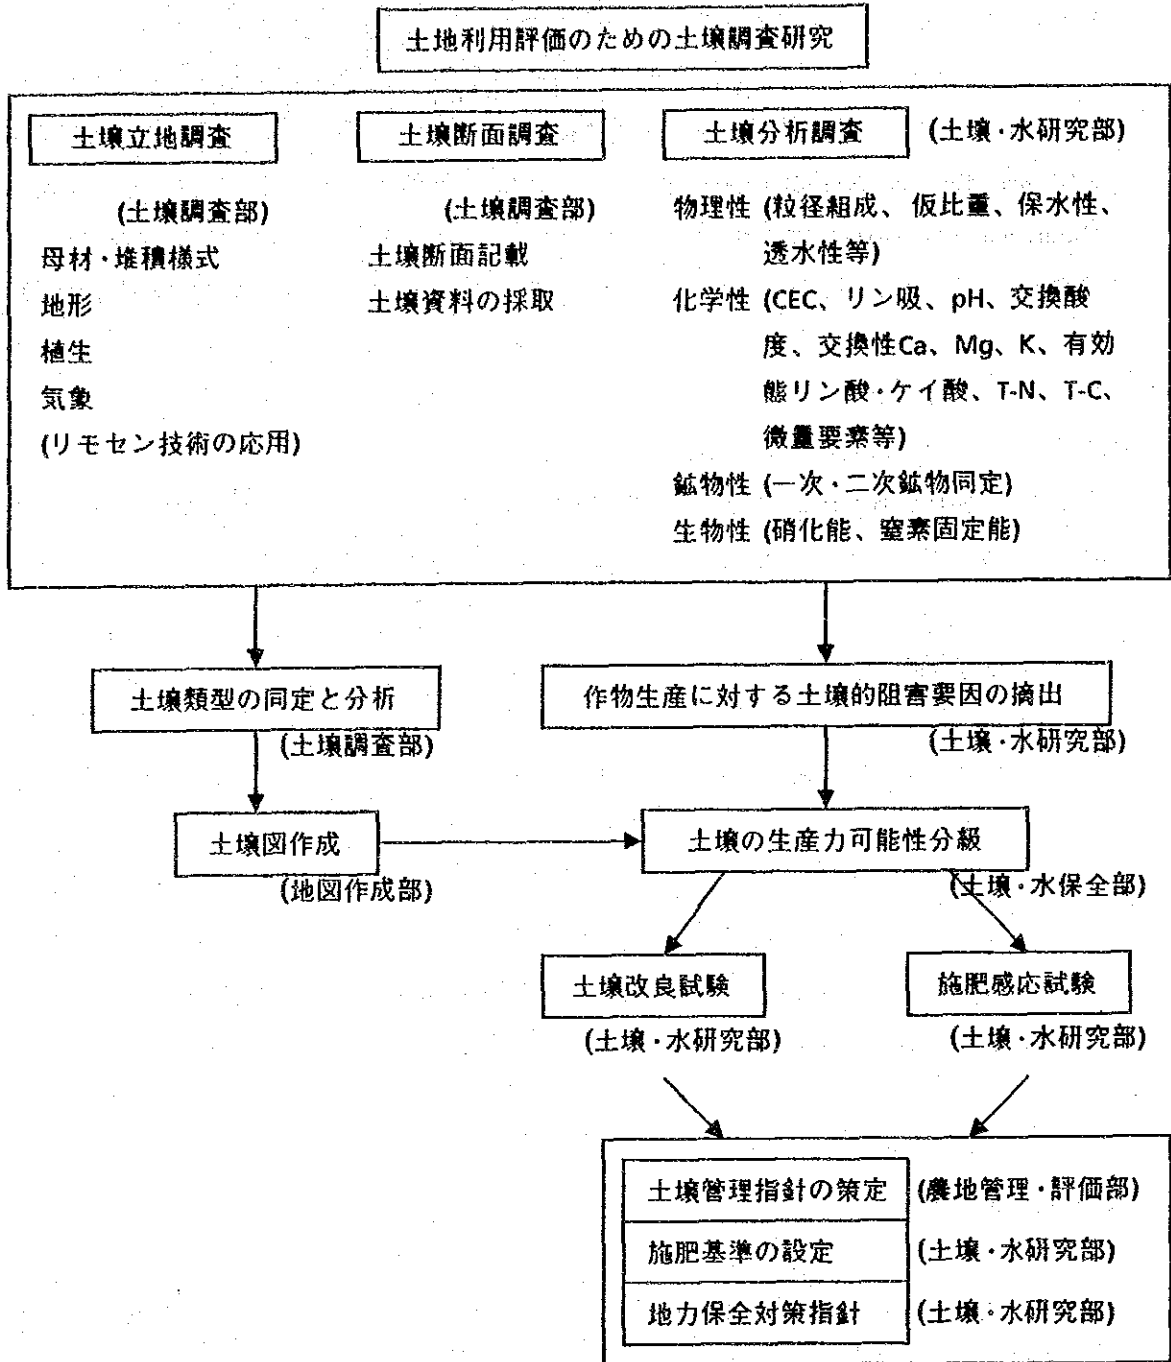 土地利用評価のための土壌調査研究
土壌立地調査
(土壌調査部)
母材・堆積様式
地形
植生
気象
(リモセン技術の応用)
土壌断面調査
(土壌調査部)
土壌断面記載
土壌資料の採取
土壌分析調査 (土壌・水研究部)
物理性 (粒径組成、仮比重、保水性、
透水性等)
化学性 (CEC、リン吸、pH、交換酸
度、交換性Ca、Mg、K、有効
態リン酸・ケイ酸、T-N、T-C、
微量要素等)
鉱物性 (一次・二次鉱物同定)
生物性 (硝化能、窒素固定能)
土壌類型の同定と分析
(土壌調査部)
作物生産に対する土壌的阻害要因の摘出
(土壌・水研究部)
土壌図作成
(地図作成部)
土壌の生産力可能性分級
(土壌・水保全部)
土壌改良試験
(土壌・水研究部)
施肥感応試験
(土壌・水研究部)
土壌管理指針の策定 (農地管理・評価部)
施肥基準の設定 (土壌・水研究部)
地力保全対策指針 (土壌・水研究部)